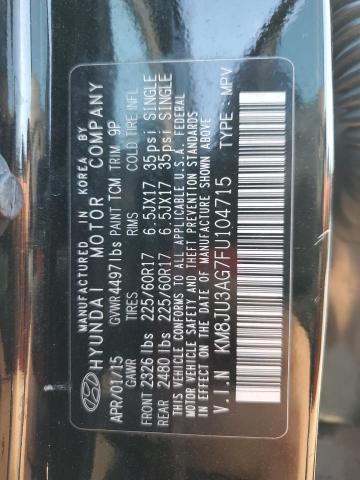 MANUFACTURED IN KOREA BY
HYUNDAI MOTOR COMPANY
APR/01/15 GVWR 4497 lbs PAINT TCM TRIM 9P
GAWR TIRES RIMS COLD TIRE INFL
FRONT 2326 lbs 225/60R17 6.5JX17 35psi SINGLE
REAR 2480 lbs 225/60R17 6.5JX17 35psi SINGLE
THIS VEHICLE CONFORMS TO ALL APPLICABLE U.S.A. FEDERAL
MOTOR VEHICLE SAFETY AND THEFT PREVENTION STANDARDS
IN EFFECT ON THE DATE OF MANUFACTURE SHOWN ABOVE
V.I.N KM8JU3AG7FU104715 TYPE : MPV